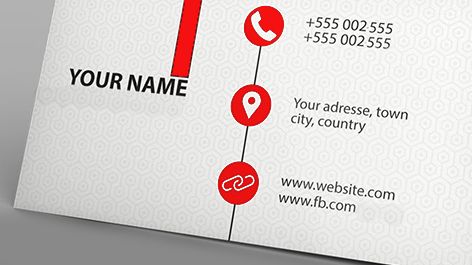 +555 002 555
+555 002 555
YOUR NAME
Your adresse, town
city, country
www.website.com
www.fb.com